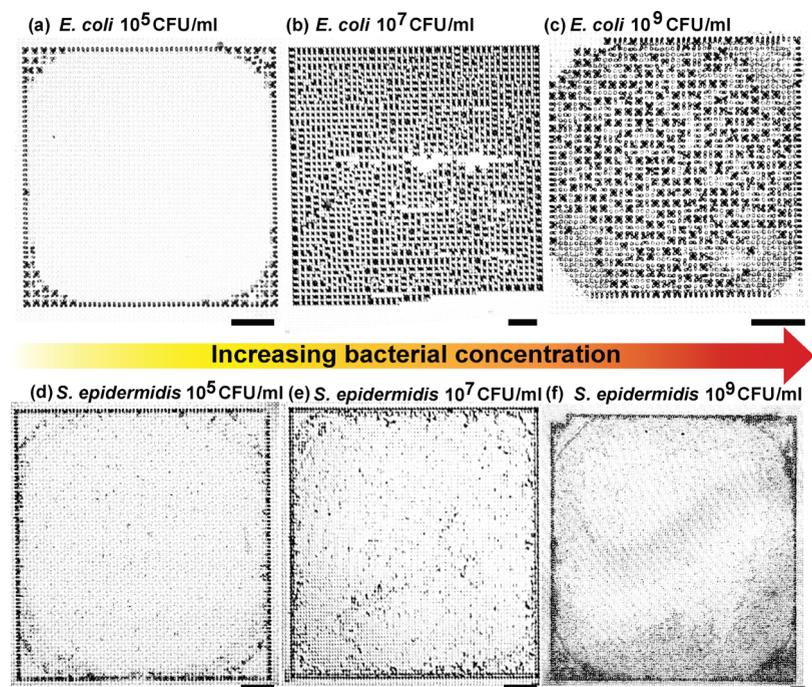 (a) E. coli 10⁵ CFU/ml
(b) E. coli 10⁷ CFU/ml
(c) E. coli 10⁹ CFU/ml
Increasing bacterial concentration
(d) S. epidermidis 10⁵ CFU/ml
(e) S. epidermidis 10⁷ CFU/ml
(f) S. epidermidis 10⁹ CFU/ml